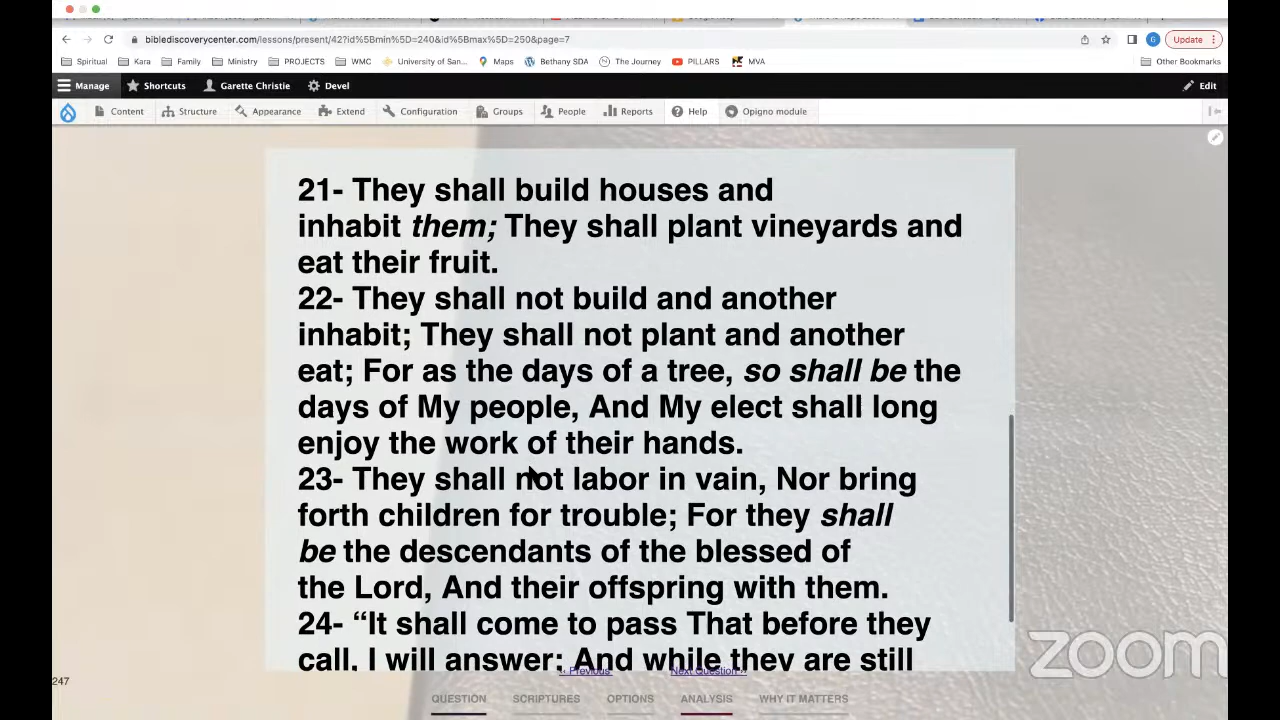 biblediscoverycenter.com/lessons/present/42?id%5Bmin%5D=240&id%5Bmax%5D=250&page=7
G Update
Spiritual Kara Family Ministry PROJECTS WMC University of San... Maps Bethany SDA The Journey PILLARS MVA Other Bookmarks
Manage Shortcuts Garette Christie Devel Edit
Content Structure Appearance Extend Configuration Groups People Reports Help Opigno module
21- They shall build houses and
inhabit them; They shall plant vineyards and
eat their fruit.
22- They shall not build and another
inhabit; They shall not plant and another
eat; For as the days of a tree, so shall be the
days of My people, And My elect shall long
enjoy the work of their hands.
23- They shall not labor in vain, Nor bring
forth children for trouble; For they shall
be the descendants of the blessed of
the Lord, And their offspring with them.
24- “It shall come to pass That before they
call, I will answer; And while they are still
‹‹ Previous Next Question ››
247
QUESTION SCRIPTURES OPTIONS ANALYSIS WHY IT MATTERS
zoom